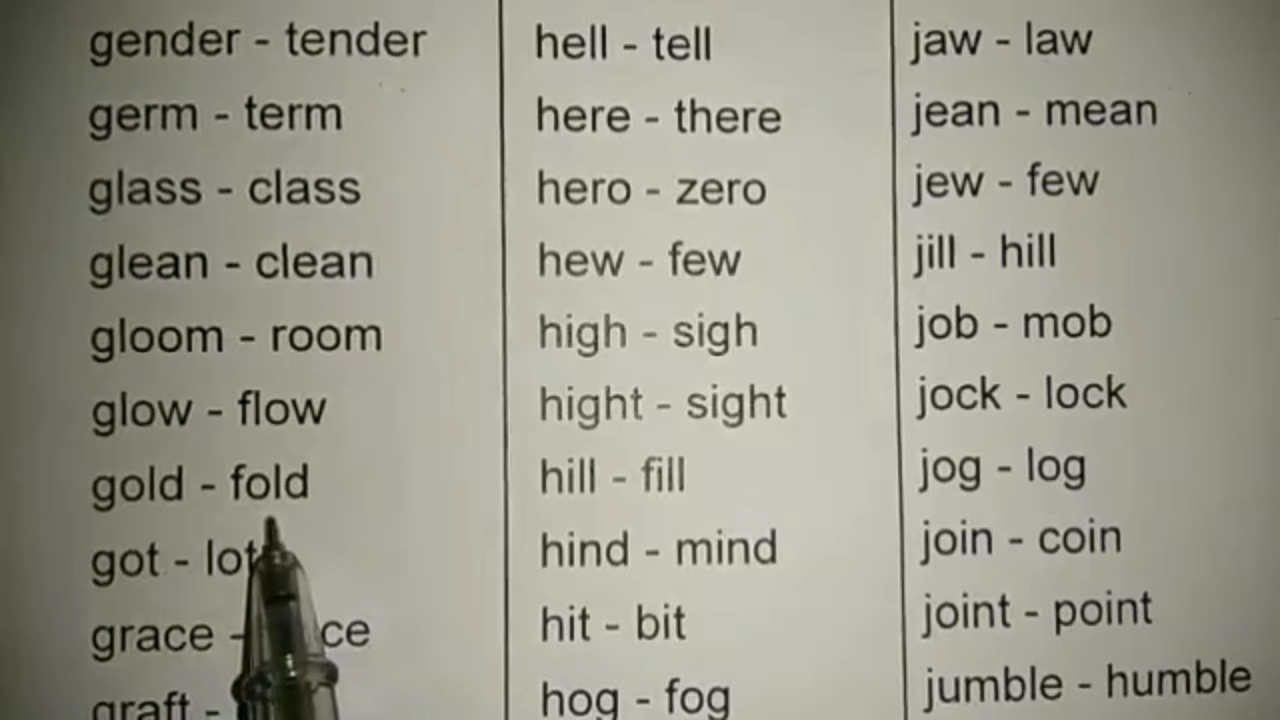 gender - tender
germ - term
glass - class
glean - clean
gloom - room
glow - flow
gold - fold
got - lot
grace -
graft -
hell - tell
here - there
hero - zero
hew - few
high - sigh
hight - sight
hill - fill
hind - mind
hit - bit
hog - fog
jaw - law
jean - mean
jew - few
jill - hill
job - mob
jock - lock
jog - log
join - coin
joint - point
jumble - humble